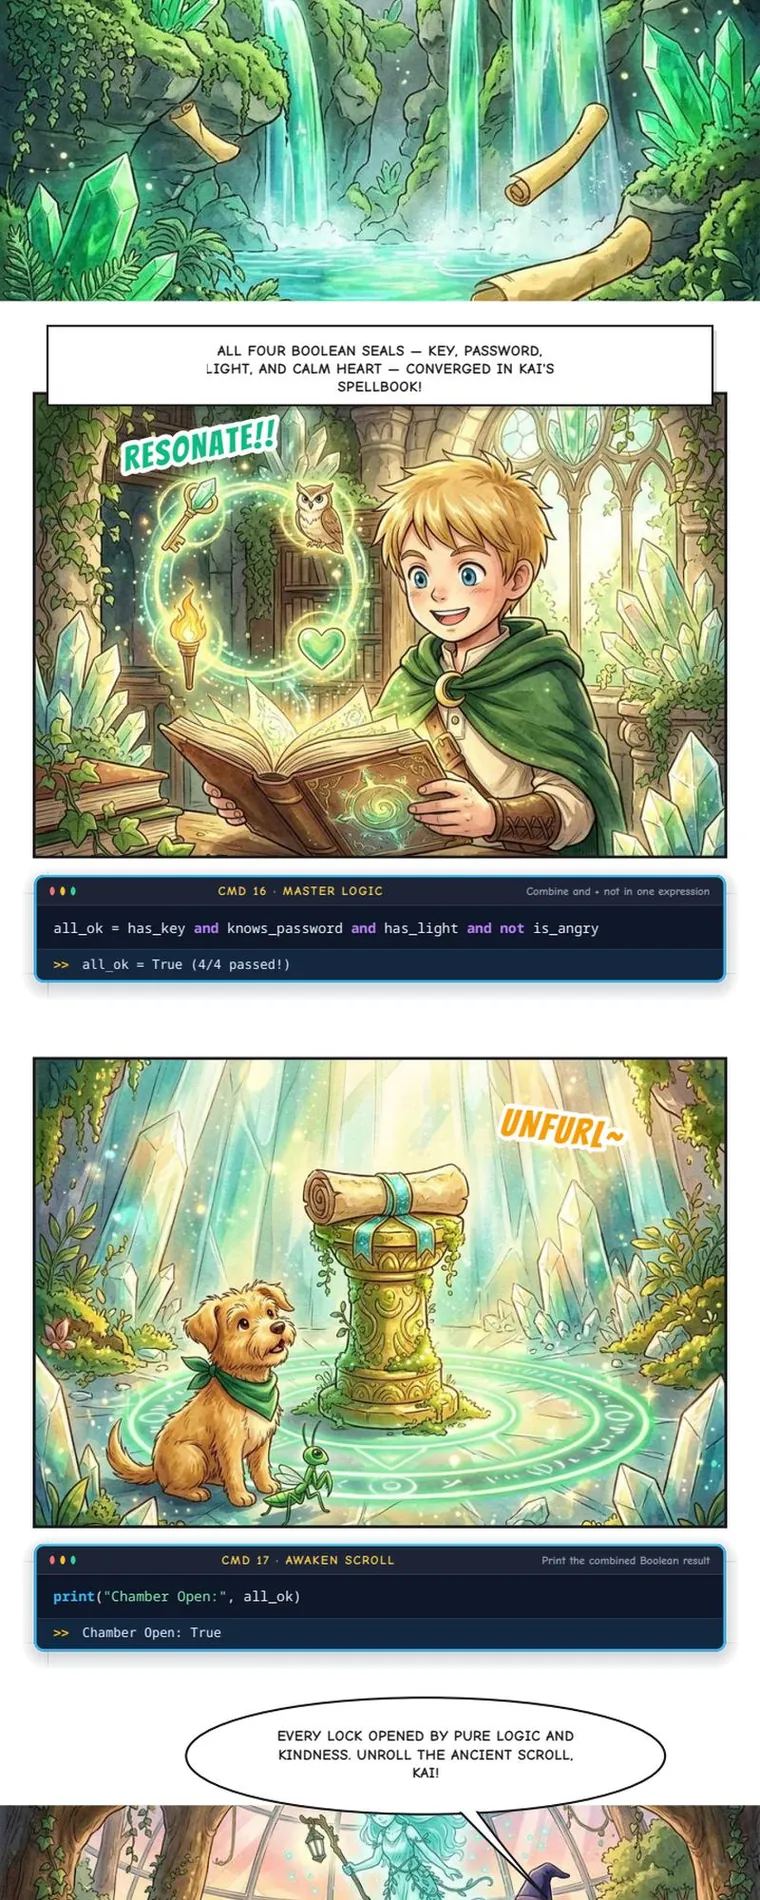 ALL FOUR BOOLEAN SEALS — KEY, PASSWORD,
LIGHT, AND CALM HEART — CONVERGED IN KAI'S
SPELLBOOK!
RESONATE!!
CMD 16 · MASTER LOGIC
Combine and + not in one expression
all_ok = has_key and knows_password and has_light and not is_angry
>> all_ok = True (4/4 passed!)
UNFURL~
CMD 17 · AWAKEN SCROLL
Print the combined Boolean result
print("Chamber Open:", all_ok)
>> Chamber Open: True
EVERY LOCK OPENED BY PURE LOGIC AND
KINDNESS. UNROLL THE ANCIENT SCROLL,
KAI!